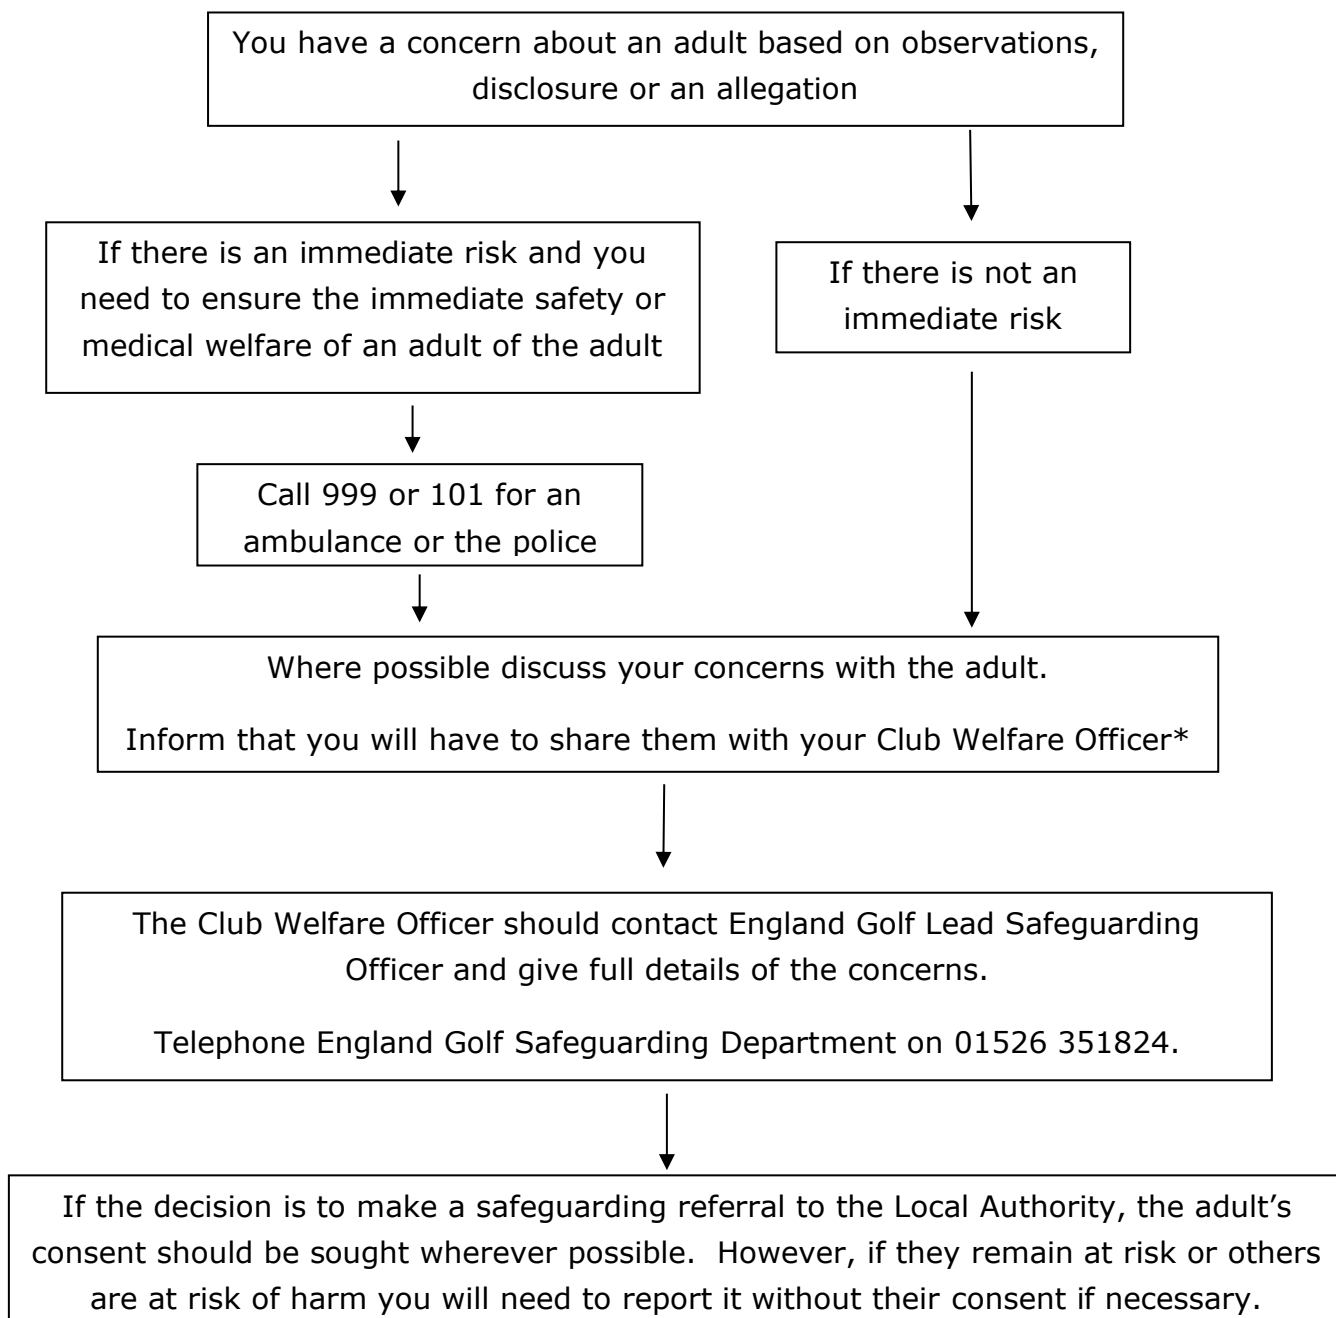 You have a concern about an adult based on observations,
disclosure or an allegation
If there is an immediate risk and you
need to ensure the immediate safety or
medical welfare of an adult of the adult
If there is not an
immediate risk
Call 999 or 101 for an
ambulance or the police
Where possible discuss your concerns with the adult.
Inform that you will have to share them with your Club Welfare Officer*
The Club Welfare Officer should contact England Golf Lead Safeguarding
Officer and give full details of the concerns.
Telephone England Golf Safeguarding Department on 01526 351824.
If the decision is to make a safeguarding referral to the Local Authority, the adult’s
consent should be sought wherever possible.  However, if they remain at risk or others
are at risk of harm you will need to report it without their consent if necessary.